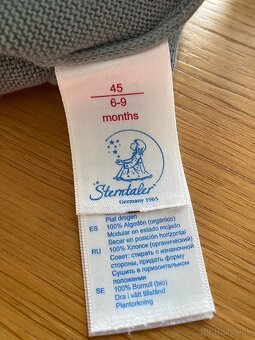 45
6-9
months
Sterntaler
Germany 1965
Plat drogen
ES 100% Algodón (orgánico)
Modular en estado mojado
Secar en posición horizontal
RU 100% Хлопок (органический)
Совет: стирать с изнаночной
стороны, придать форму
Сушить в горизонтальном
положении
SE 100% Bomull (bio)
Dra i vått tillstånd
Plantorkning